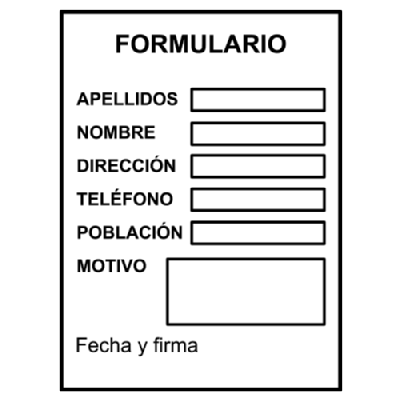 FORMULARIO
APELLIDOS
NOMBRE
DIRECCIÓN
TELÉFONO
POBLACIÓN
MOTIVO
Fecha y firma